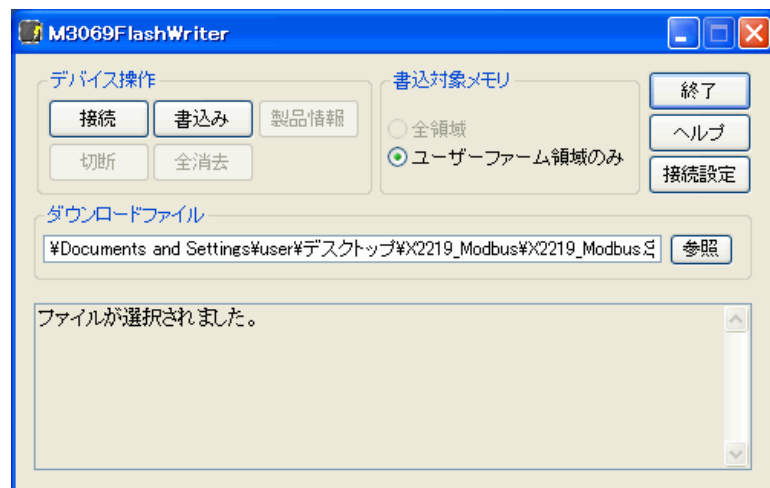 M3069FlashWriter
デバイス操作
接続 書込み 製品情報
切断 全消去
書込対象メモリ
全領域
ユーザーファーム領域のみ
終了
ヘルプ
接続設定
ダウンロードファイル
¥Documents and Settings¥user¥デスクトップ¥X2219_Modbus¥X2219_Modbus 参照
ファイルが選択されました。